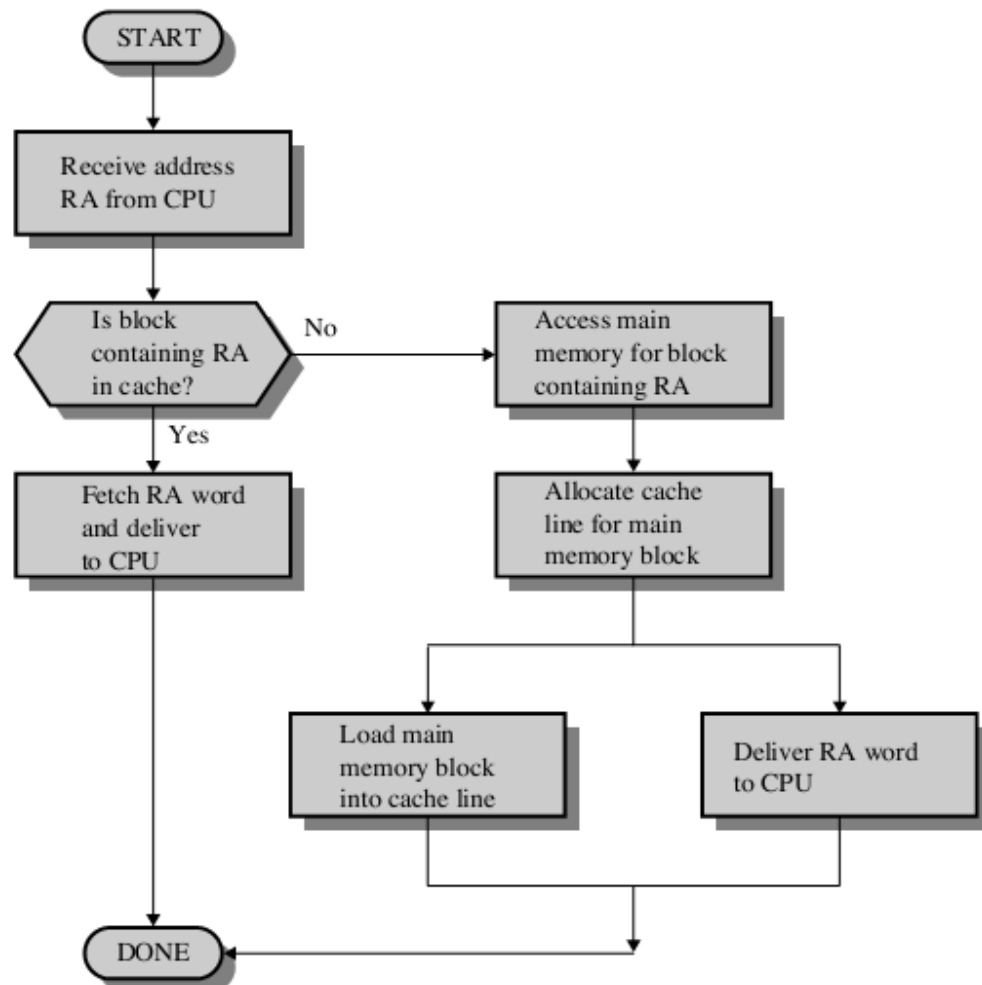 START
Receive address
RA from CPU
Is block
containing RA
in cache?
No
Access main
memory for block
containing RA
Yes
Fetch RA word
and deliver
to CPU
Allocate cache
line for main
memory block
Load main
memory block
into cache line
Deliver RA word
to CPU
DONE